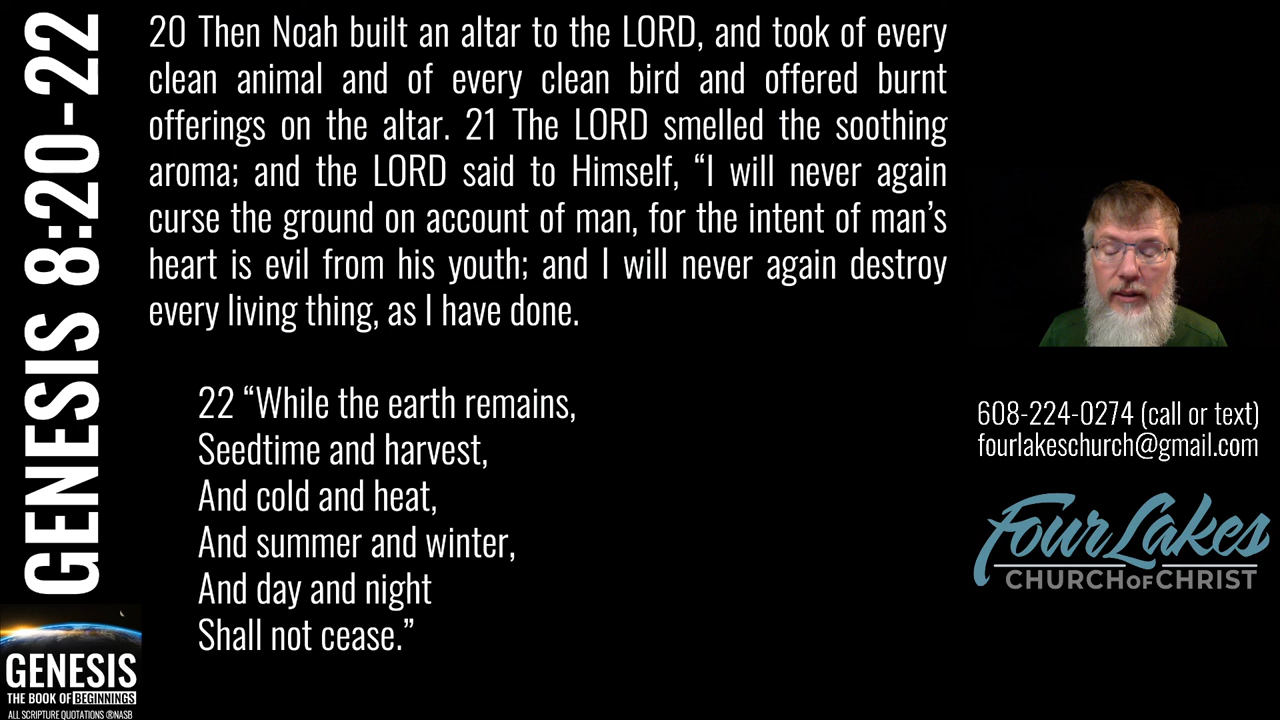 GENESIS 8:20-22
20 Then Noah built an altar to the LORD, and took of every
clean animal and of every clean bird and offered burnt
offerings on the altar. 21 The LORD smelled the soothing
aroma; and the LORD said to Himself, “I will never again
curse the ground on account of man, for the intent of man’s
heart is evil from his youth; and I will never again destroy
every living thing, as I have done.
22 “While the earth remains,
Seedtime and harvest,
And cold and heat,
And summer and winter,
And day and night
Shall not cease.”
608-224-0274 (call or text)
fourlakeschurch@gmail.com
Four Lakes
CHURCH OF CHRIST
GENESIS
THE BOOK OF BEGINNINGS
ALL SCRIPTURE QUOTATIONS ®NASB